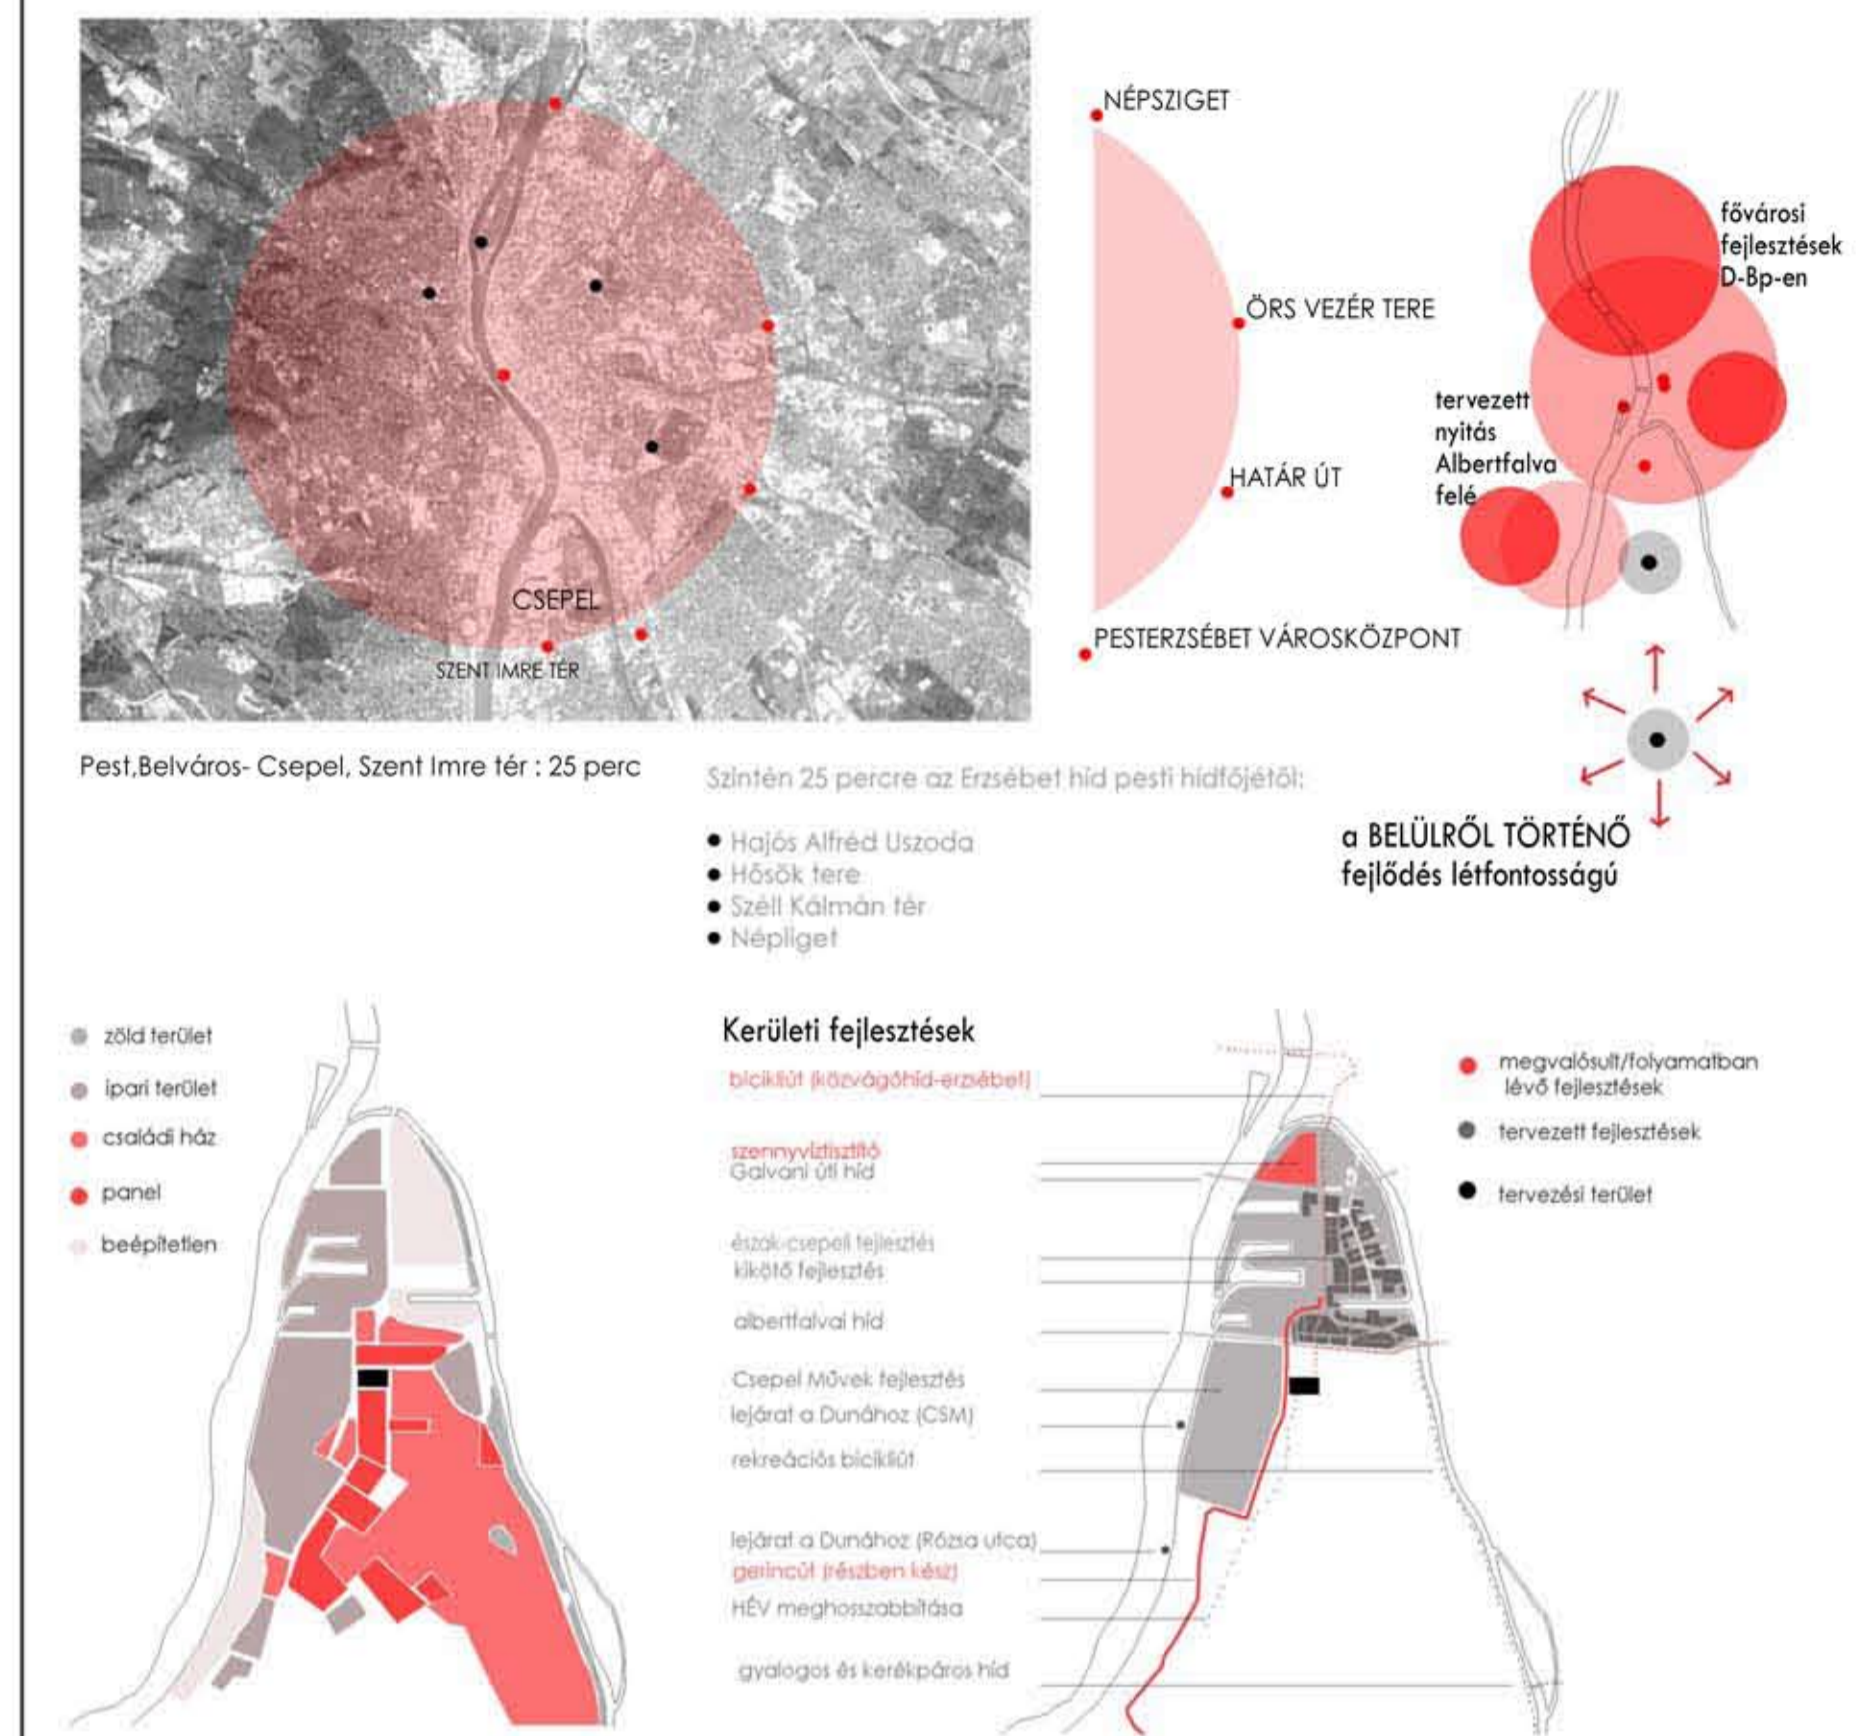 CSEPEL
SZENT IMRE TÉR
NÉPSZIGET
ÖRS VEZÉR TERE
HATÁR ÚT
PESTERZSÉBET VÁROSKÖZPONT
fővárosi
fejlesztések
D-Bp-en
tervezett
nyitás
Albertfalva
felé
Pest,Belváros- Csepel, Szent Imre tér : 25 perc
Szintén 25 percre az Erzsébet híd pesti hídfőjétől:
Hajós Alfréd Uszoda
Hősök tere
Széll Kálmán tér
Népliget
a BELÜLRŐL TÖRTÉNŐ
fejlődés létfontosságú
zöld terület
ipari terület
családi ház
panel
beépítetlen
Kerületi fejlesztések
bicikliút (közvágóhíd-erzsébet)
szennyvíztisztító
Galvani úti híd
észak-csepeli fejlesztés
kikötő fejlesztés
albertfalvai híd
Csepel Művek fejlesztés
lejárat a Dunához (CSM)
rekreációs bicikliút
lejárat a Dunához (Rózsa utca)
gerincút (részben kész)
HÉV meghosszabbítása
gyalogos és kerékpáros híd
megvalósult/folyamatban
lévő fejlesztések
tervezett fejlesztések
tervezési terület